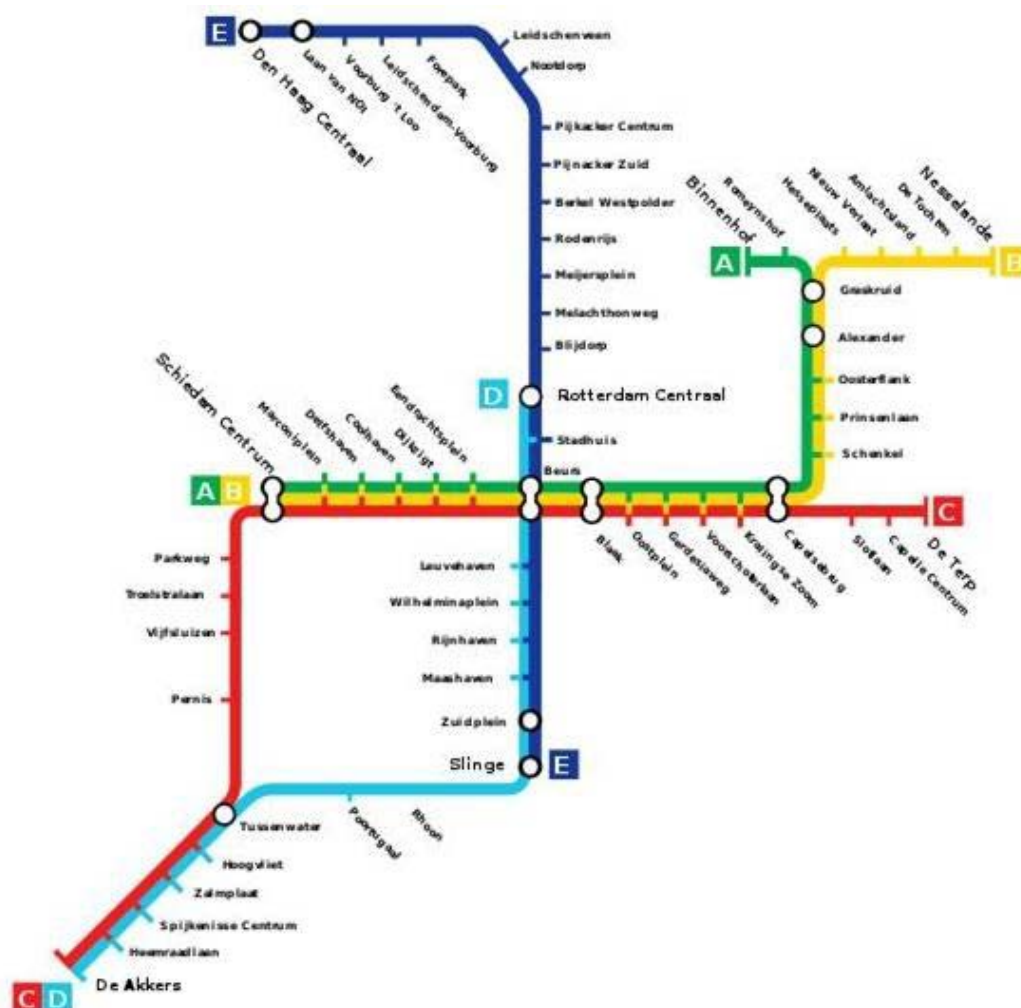 E
Den Haag Centraal
Laan van NOI
Voorburg 't Loo
Leidschendam-Voorburg
Forepark
Leidschenveen
Nootdorp
Pijkacker Centrum
Pijnacker Zuid
Berkel Westpolder
Rodenrijs
Meijersplein
Melachthonweg
Blijdorp
D
Rotterdam Centraal
Stadhuis
Beurs
A
Binnenhof
Romeynshof
Hesseplaats
Nieuw Verlaat
Amlachtsland
De Tochten
Nesselande
B
Graskruid
Alexander
Oosterflank
Prinsenlaan
Schenkel
Schiedam Centrum
Marconiplein
Delfshaven
Coolhaven
Dijkzigt
Eendrachtsplein
A B
Blaak
Oostplein
Gerdesiaweg
Voorschoterlaan
Kralingse Zoom
Capelsebrug
Slotlaan
Capelle Centrum
De Terp
C
Parkweg
Troelstralaan
Vijfsluizen
Pernis
Leuvehaven
Wilhelminaplein
Rijnhaven
Maashaven
Zuidplein
Slinge
E
Tussenwater
Poortugaal
Rhoon
Hoogvliet
Zalmplaat
Spijkenisse Centrum
Heemraadlaan
De Akkers
C D